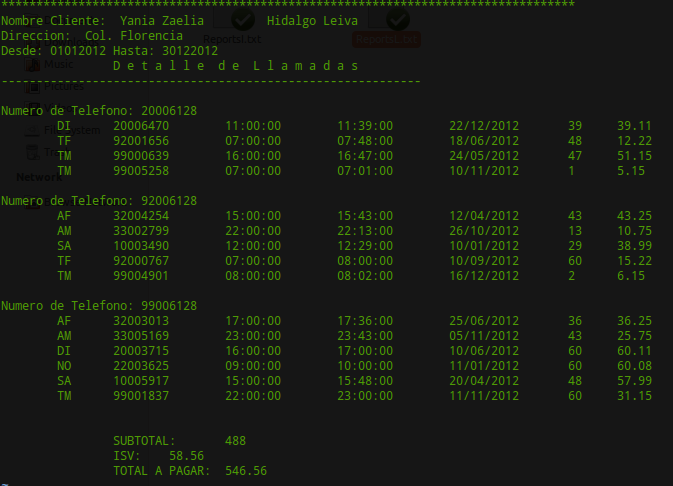 **********************************************************************************
Nombre Cliente:  Yania Zaelia    Hidalgo Leiva
Direccion:  Col. Florencia
Desde: 01012012 Hasta: 30122012
D e t a l l e  d e  L l a m a d a s
------------------------------------------------------------
Numero de Telefono: 20006128
DI 20006470 11:00:00 11:39:00 22/12/2012 39 39.11
TF 92001656 07:00:00 07:48:00 18/06/2012 48 12.22
TM 99000639 16:00:00 16:47:00 24/05/2012 47 51.15
TM 99005258 07:00:00 07:01:00 10/11/2012 1 5.15
Numero de Telefono: 92006128
AF 32004254 15:00:00 15:43:00 12/04/2012 43 43.25
AM 33002799 22:00:00 22:13:00 26/10/2012 13 10.75
SA 10003490 12:00:00 12:29:00 10/01/2012 29 38.99
TF 92000767 07:00:00 08:00:00 10/09/2012 60 15.22
TM 99004901 08:00:00 08:02:00 16/12/2012 2 6.15
Numero de Telefono: 99006128
AF 32003013 17:00:00 17:36:00 25/06/2012 36 36.25
AM 33005169 23:00:00 23:43:00 05/11/2012 43 25.75
DI 20003715 16:00:00 17:00:00 10/06/2012 60 60.11
NO 22003625 09:00:00 10:00:00 11/01/2012 60 60.08
SA 10005917 15:00:00 15:48:00 20/04/2012 48 57.99
TM 99001837 22:00:00 23:00:00 11/11/2012 60 31.15
SUBTOTAL: 488
ISV: 58.56
TOTAL A PAGAR: 546.56
~
Music
Pictures
Network